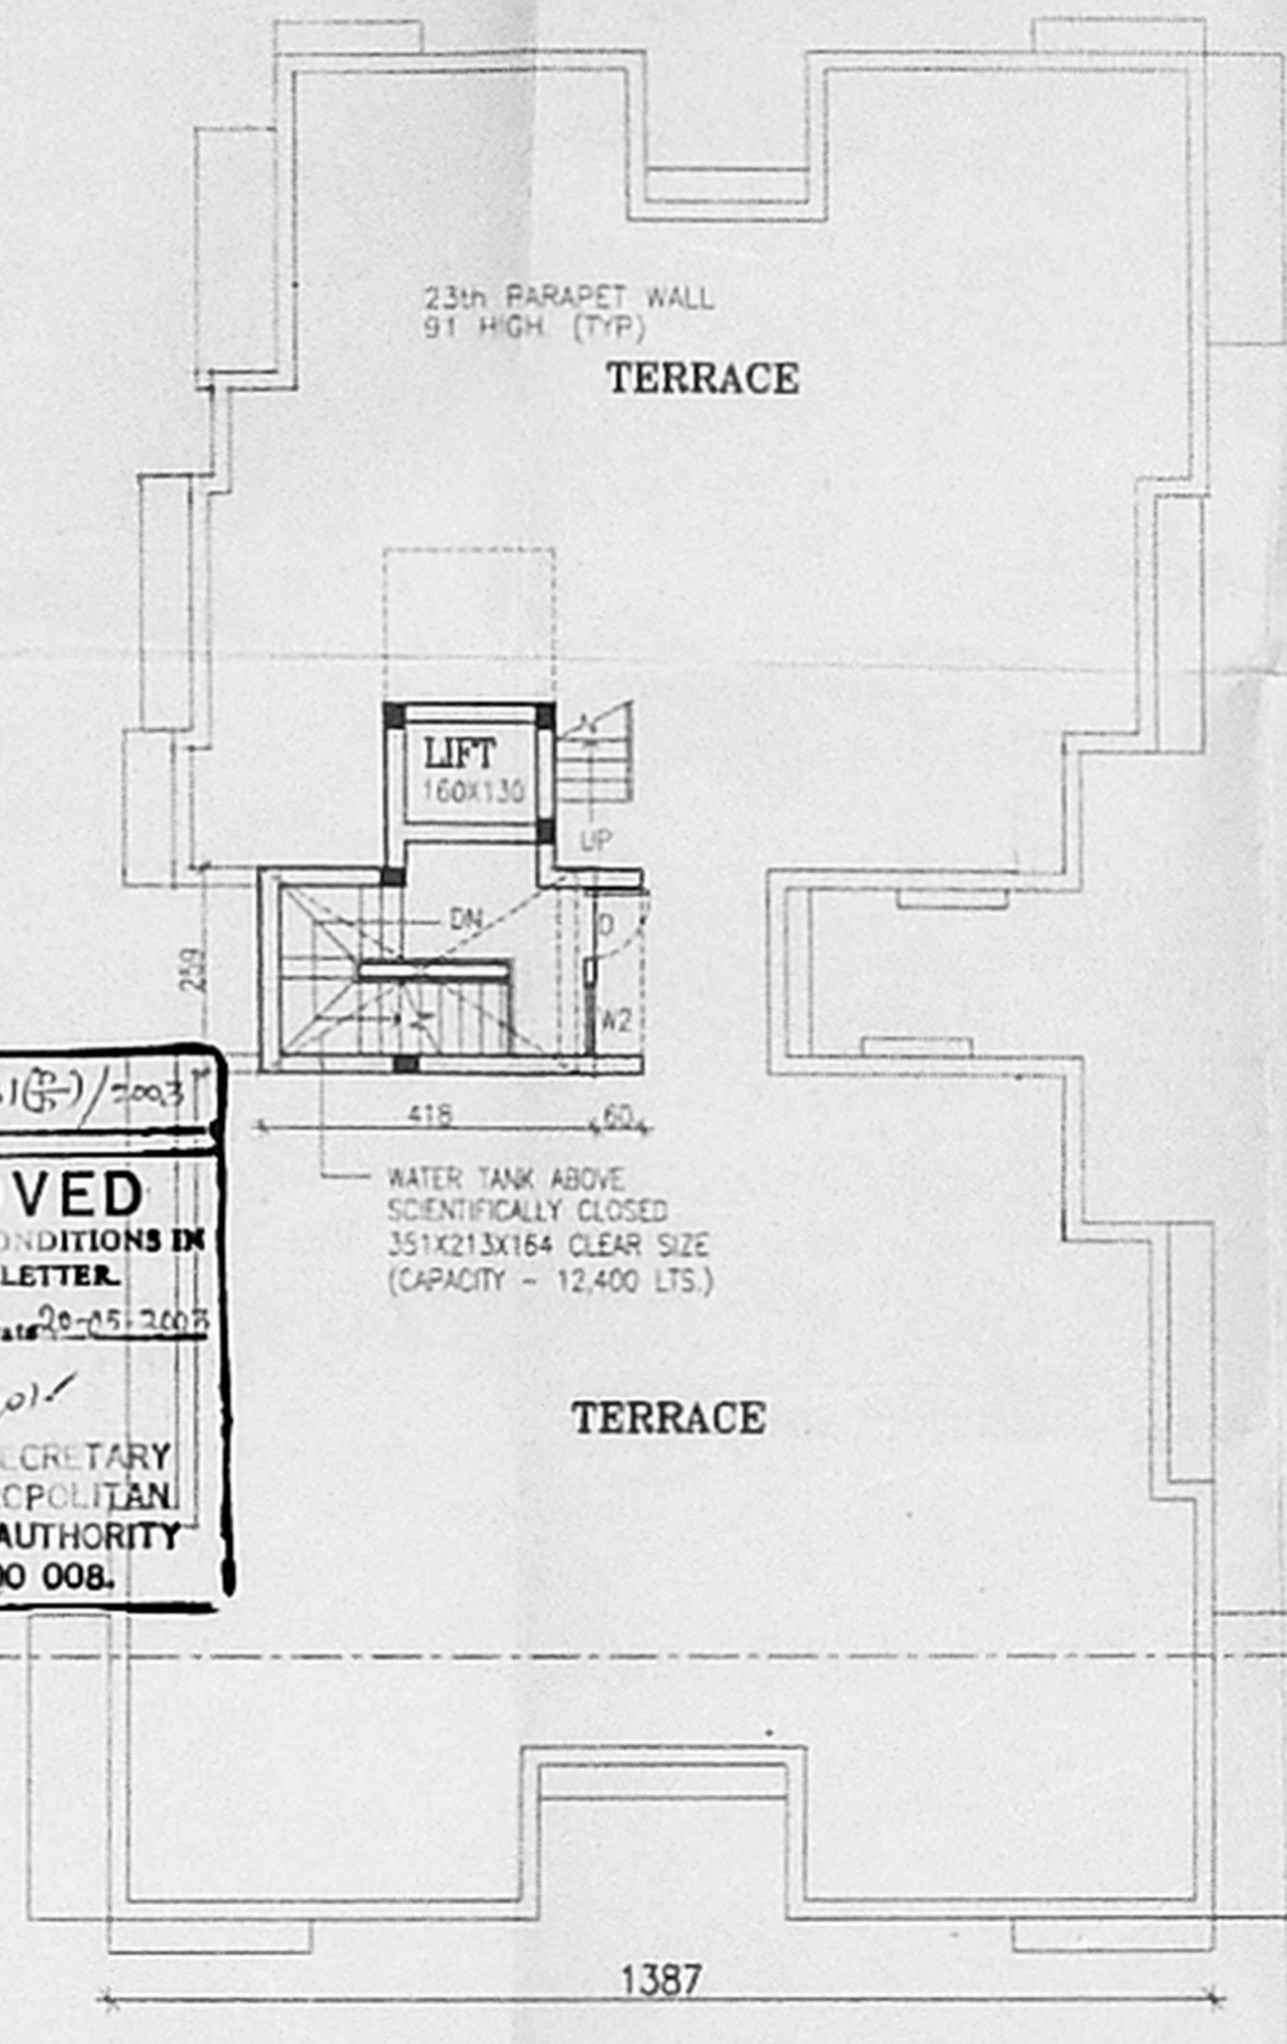 23th PARAPET WALL
91 HIGH. (TYP)
TERRACE
LIFT
160X130
UP
DN
D
W2
259
418
60
WATER TANK ABOVE
SCIENTIFICALLY CLOSED
351X213X164 CLEAR SIZE
(CAPACITY - 12,400 LTS.)
/2003
VED
ONDITIONS IN
LETTER.
20-05-2003
ECRETARY
OPOLITAN
AUTHORITY
00 008.
TERRACE
1387